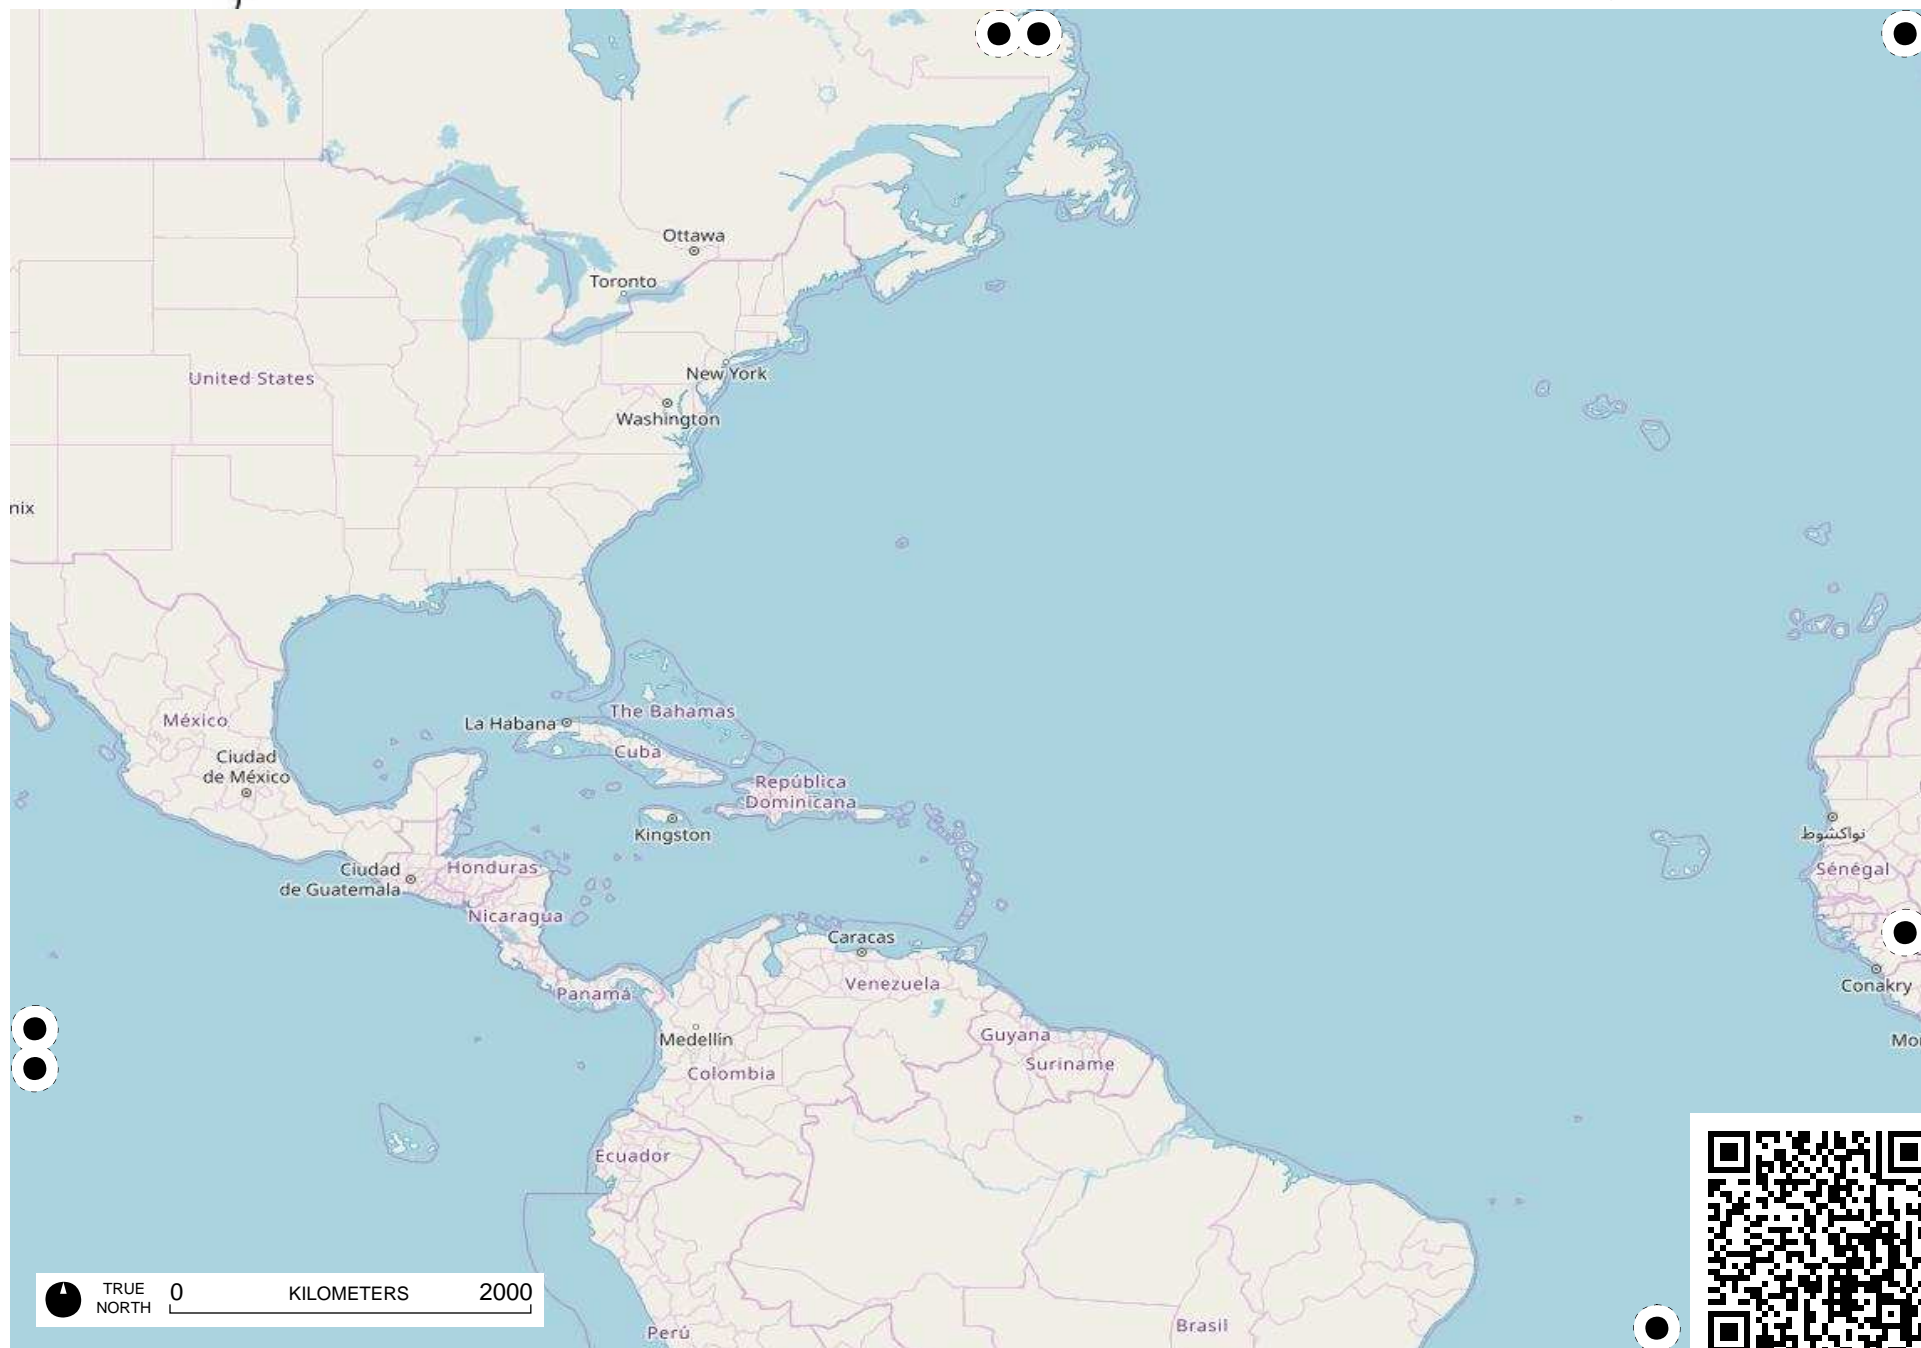 Ottawa
Toronto
New York
United States
Washington
nix
The Bahamas
México
La Habana
Cuba
Ciudad
de México
República
Dominicana
Kingston
نواكشوط
Ciudad
de Guatemala
Honduras
Sénégal
Nicaragua
Caracas
Venezuela
Panamá
Conakry
Medellín
Guyana
Mo
Suriname
Colombia
Ecuador
TRUE
NORTH
0 KILOMETERS 2000
Perú
Brasil